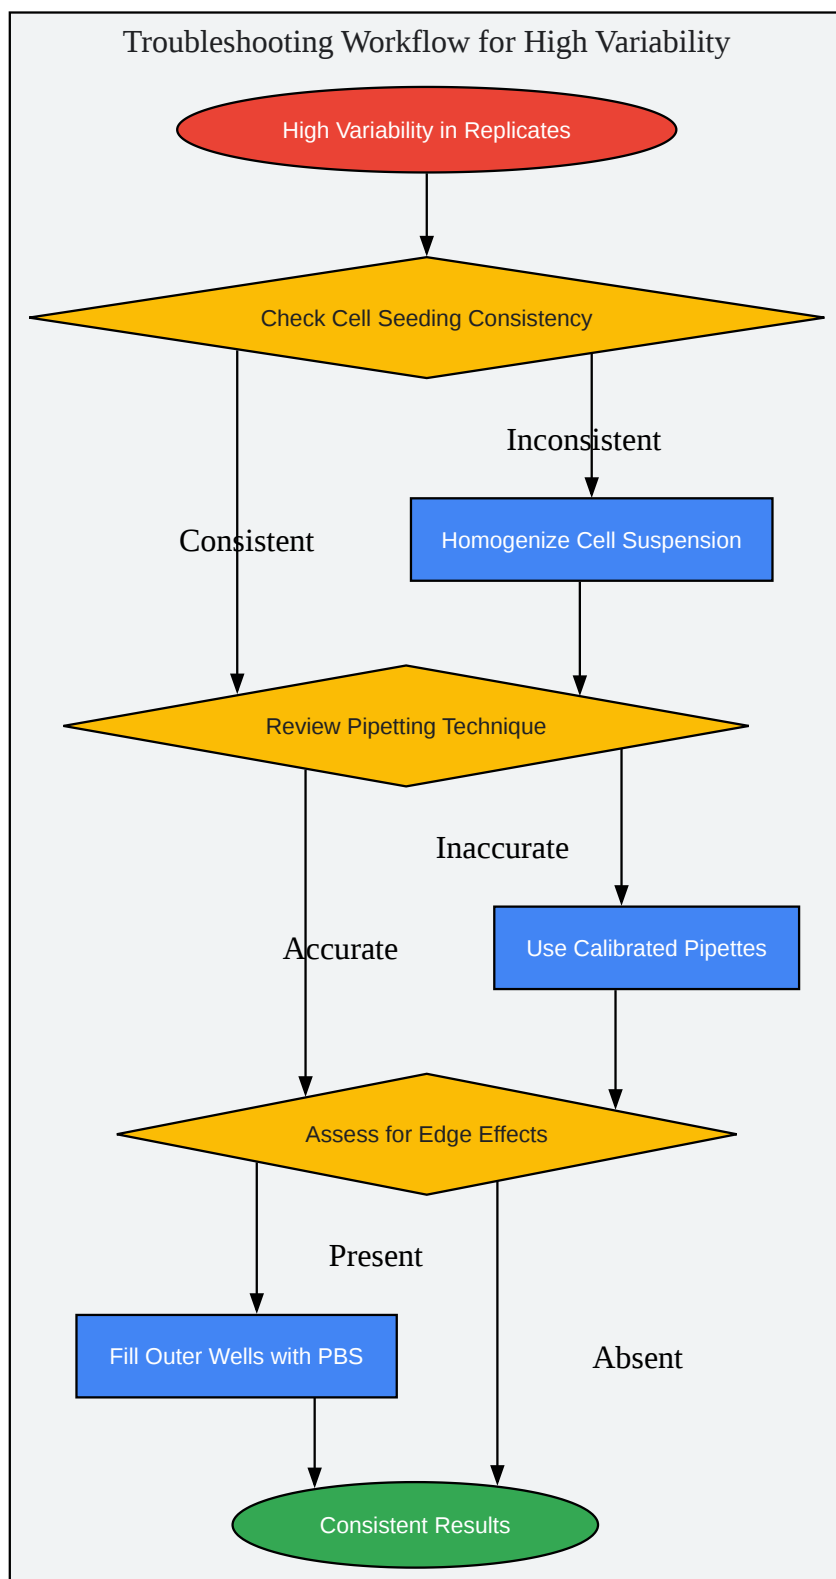 Troubleshooting Workflow for High Variability
High Variability in Replicates
Check Cell Seeding Consistency
Inconsistent
Consistent
Homogenize Cell Suspension
Review Pipetting Technique
Inaccurate
Accurate
Use Calibrated Pipettes
Assess for Edge Effects
Present
Fill Outer Wells with PBS
Absent
Consistent Results